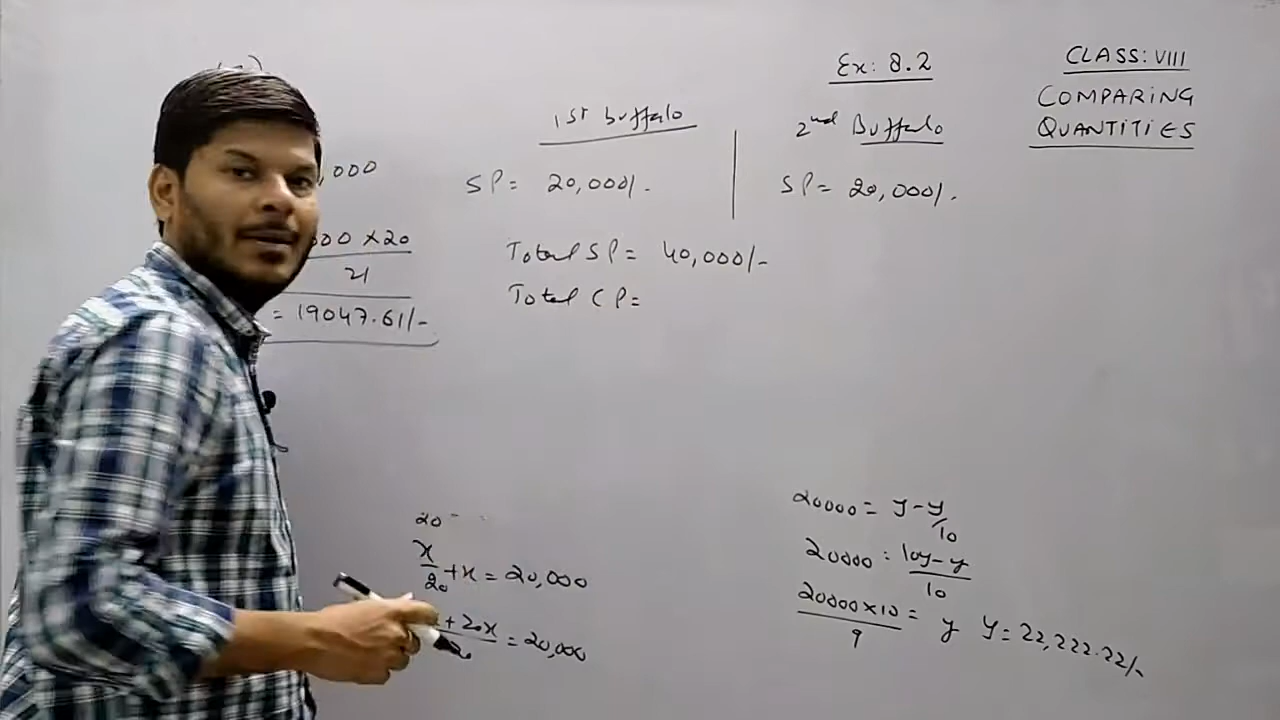 Ex: 8.2
CLASS: VIII
COMPARING
QUANTITIES
1st buffalo
2nd Buffalo
SP= 20,000/-
SP= 20,000/-
Total SP= 40,000/-
Total CP=
,000
000 ×20
21
= 19047.61/-
20
x/20 + x = 20,000
+ 20x = 20,000
20000 = y-y/10
20000 = 10y-y/10
20000×10/9 = y y= 22,222.22/-